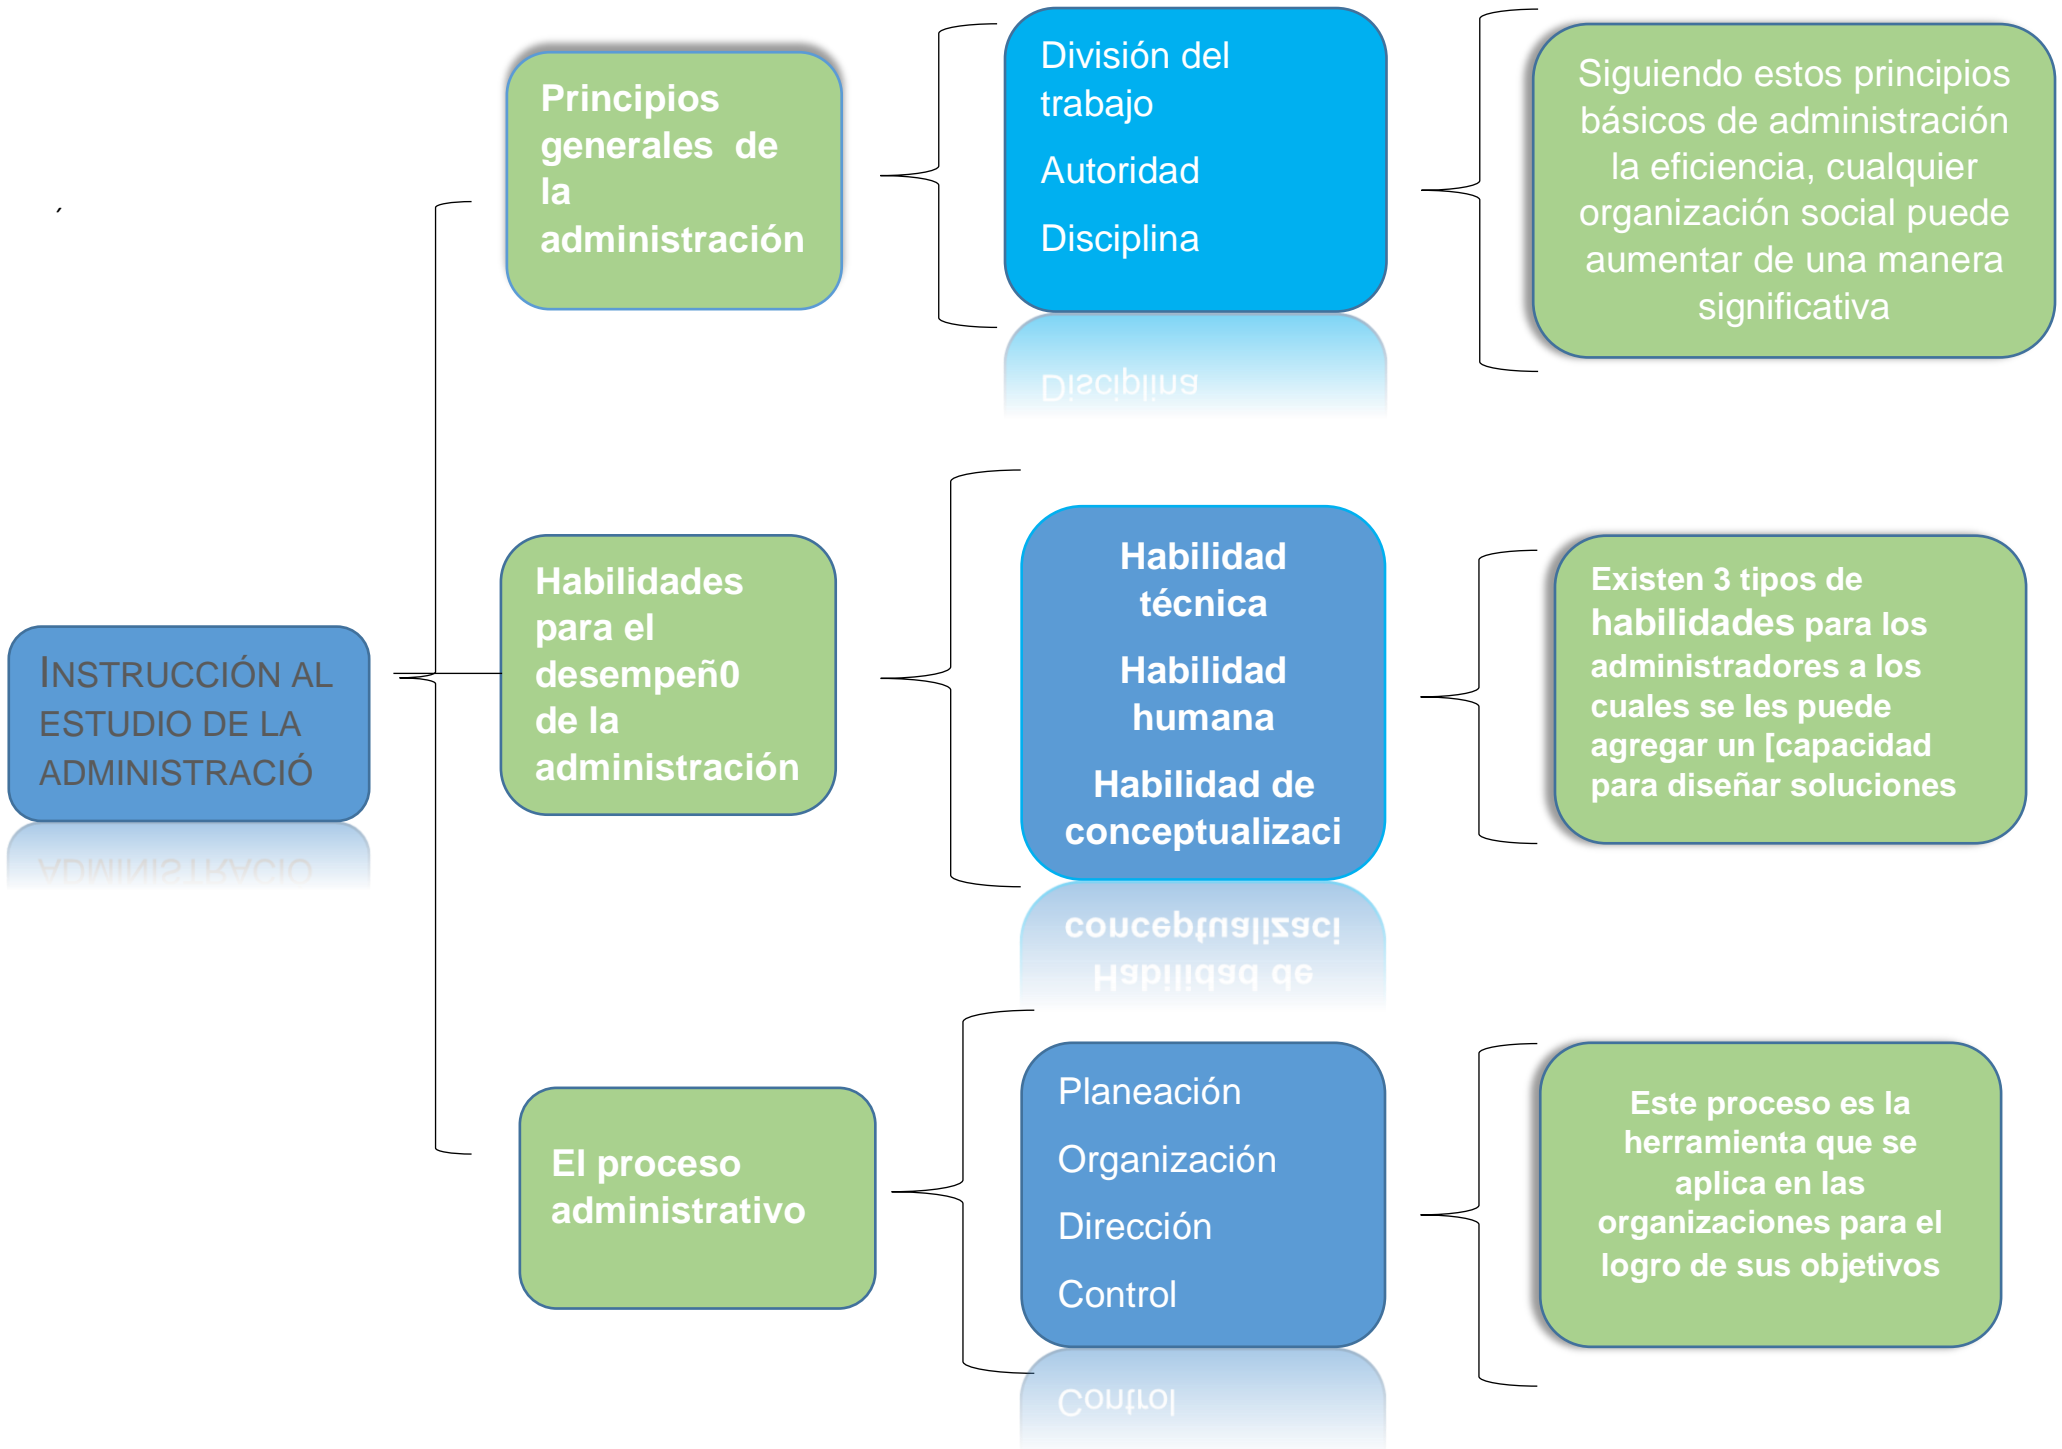 Principios
generales  de
la
administración
División del
trabajo
Autoridad
Disciplina
Siguiendo estos principios
básicos de administración
la eficiencia, cualquier
organización social puede
aumentar de una manera
significativa
INSTRUCCIÓN AL
ESTUDIO DE LA
ADMINISTRACIÓ
Habilidades
para el
desempeñ0
de la
administración
Habilidad
técnica
Habilidad
humana
Habilidad de
conceptualizaci
Existen 3 tipos de
habilidades para los
administradores a los
cuales se les puede
agregar un [capacidad
para diseñar soluciones
El proceso
administrativo
Planeación
Organización
Dirección
Control
Este proceso es la
herramienta que se
aplica en las
organizaciones para el
logro de sus objetivos